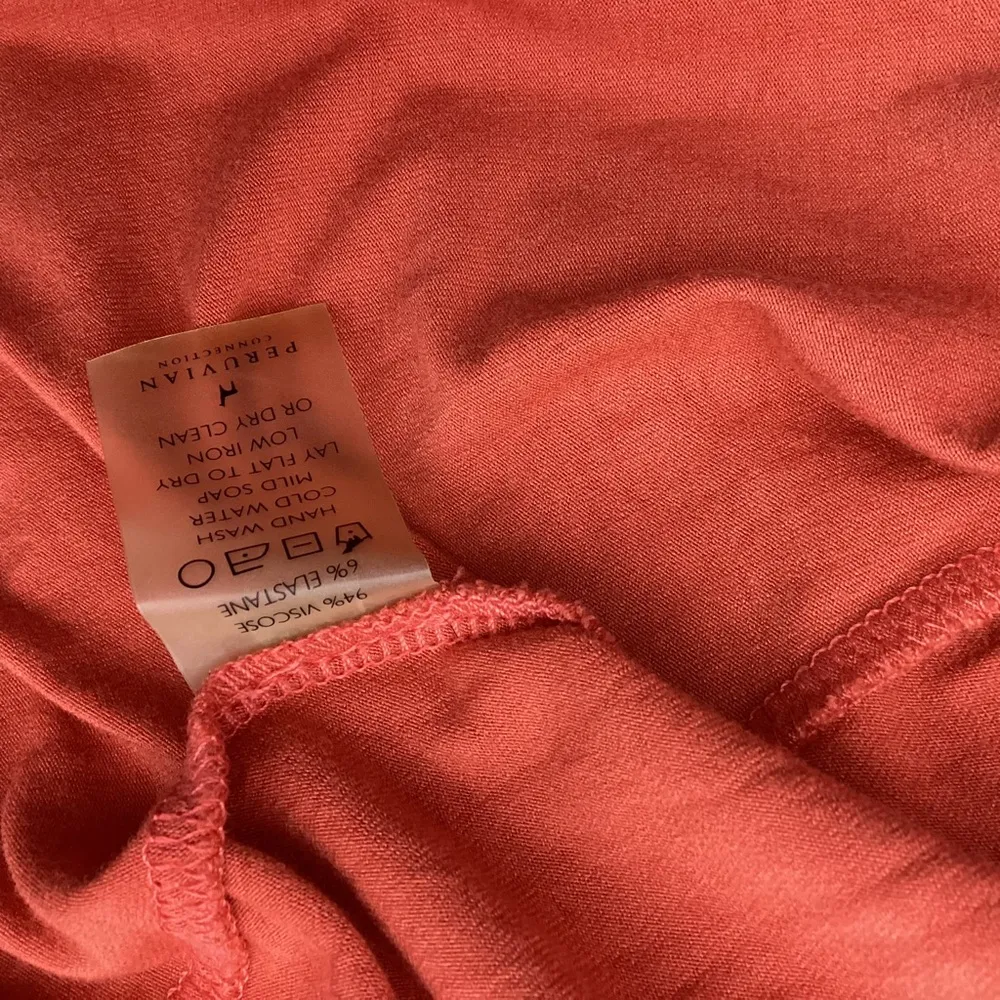 94% VISCOSE
6% ELASTANE
HAND WASH
COLD WATER
MILD SOAP
LAY FLAT TO DRY
LOW IRON
OR DRY CLEAN
PERUVIAN
CONNECTION